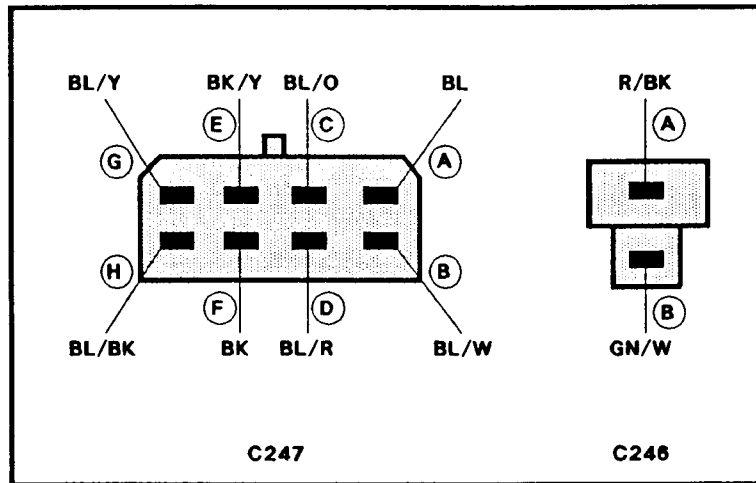 BL/Y BK/Y BL/O BL R/BK
E C A
G A
H B
F D B
BL/BK BK BL/R BL/W GN/W
C247 C246